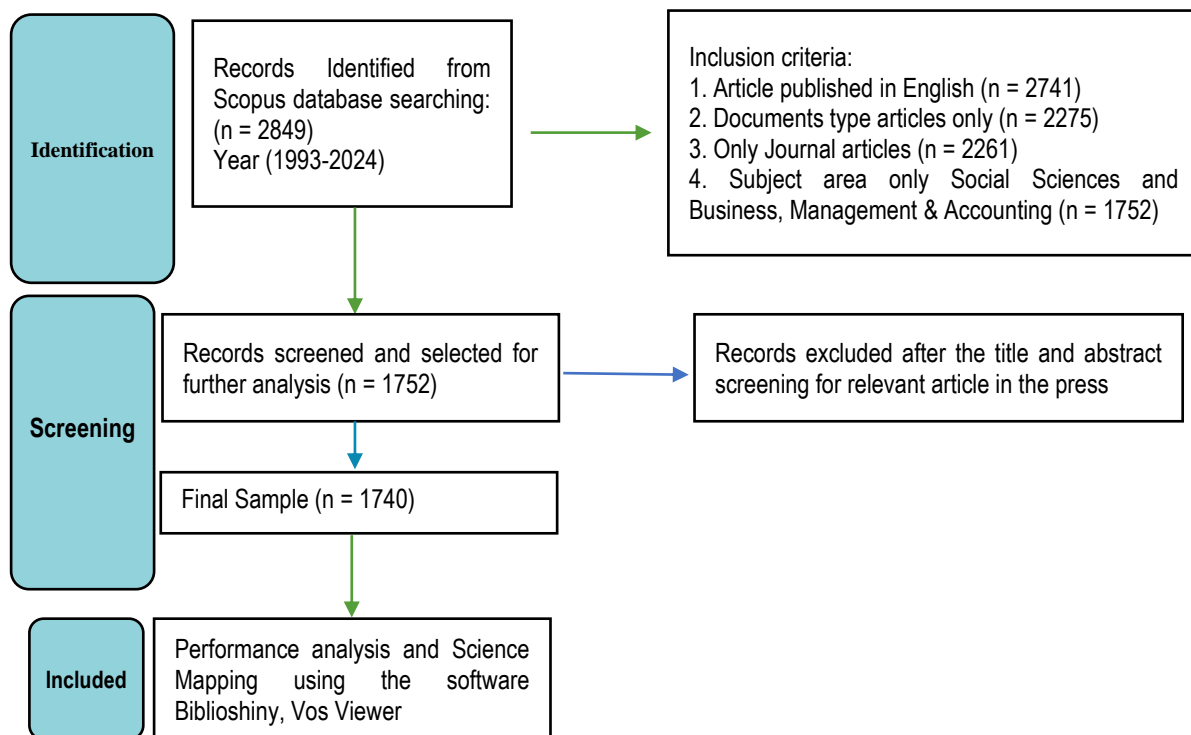 Identification
Records Identified from
Scopus database searching:
(n = 2849)
Year (1993-2024)
Inclusion criteria:
1. Article published in English (n = 2741)
2. Documents type articles only (n = 2275)
3. Only Journal articles (n = 2261)
4. Subject area only Social Sciences and
Business, Management & Accounting (n = 1752)
Screening
Records screened and selected for
further analysis (n = 1752)
Records excluded after the title and abstract
screening for relevant article in the press
Final Sample (n = 1740)
Included
Performance analysis and Science
Mapping using the software
Biblioshiny, Vos Viewer